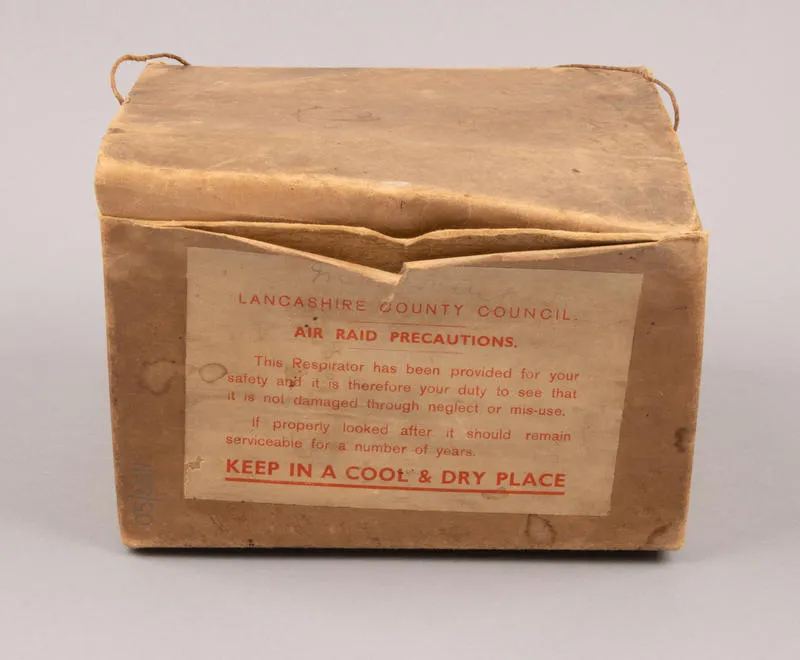 LANCASHIRE COUNTY COUNCIL.
AIR RAID PRECAUTIONS.
This Respirator has been provided for your
safety and it is therefore your duty to see that
it is not damaged through neglect or mis-use.
If properly looked after it should remain
serviceable for a number of years.
KEEP IN A COOL & DRY PLACE